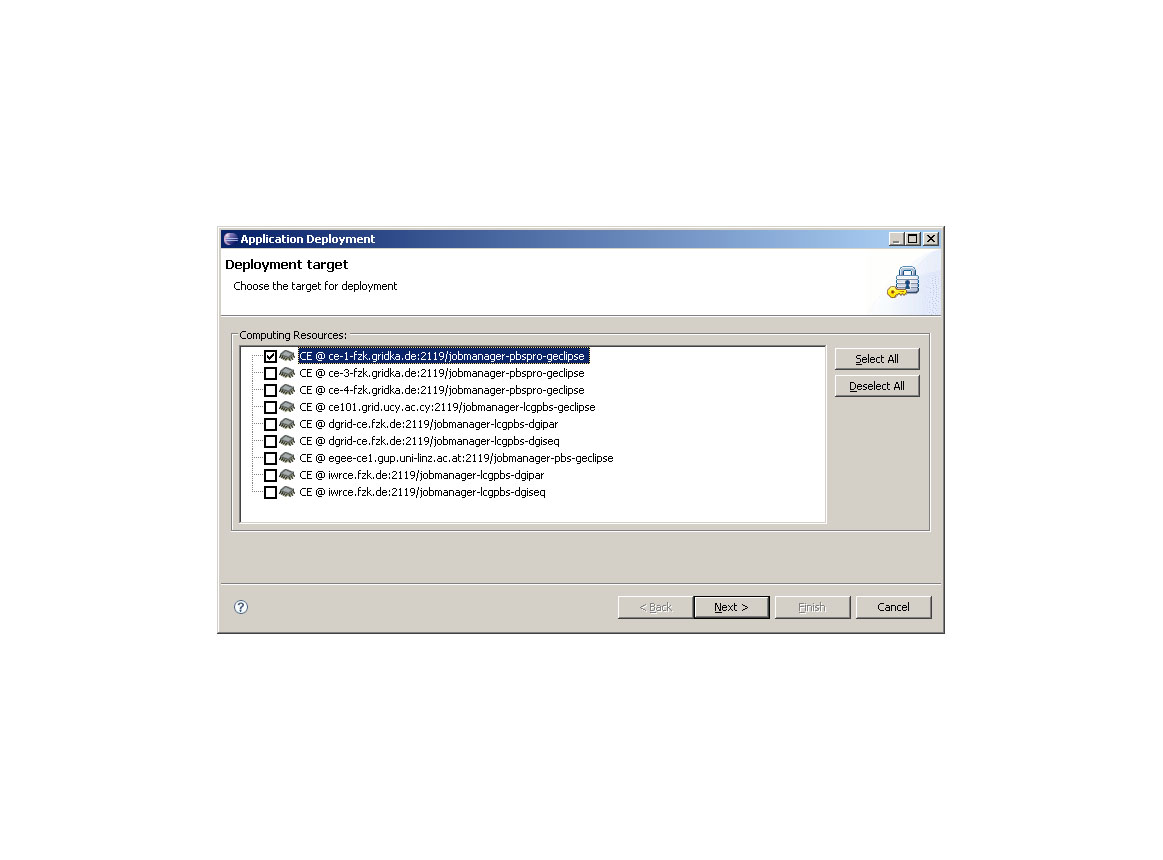 Application Deployment
Deployment target
Choose the target for deployment
Computing Resources:
CE @ ce-1-fzk.gridka.de:2119/jobmanager-pbspro-geclipse
CE @ ce-3-fzk.gridka.de:2119/jobmanager-pbspro-geclipse
CE @ ce-4-fzk.gridka.de:2119/jobmanager-pbspro-geclipse
CE @ ce101.grid.ucy.ac.cy:2119/jobmanager-lcgpbs-geclipse
CE @ dgrid-ce.fzk.de:2119/jobmanager-lcgpbs-dgipar
CE @ dgrid-ce.fzk.de:2119/jobmanager-lcgpbs-dgiseq
CE @ egee-ce1.gup.uni-linz.ac.at:2119/jobmanager-pbs-geclipse
CE @ iwrce.fzk.de:2119/jobmanager-lcgpbs-dgipar
CE @ iwrce.fzk.de:2119/jobmanager-lcgpbs-dgiseq
Select All
Deselect All
?
< Back
Next >
Finish
Cancel